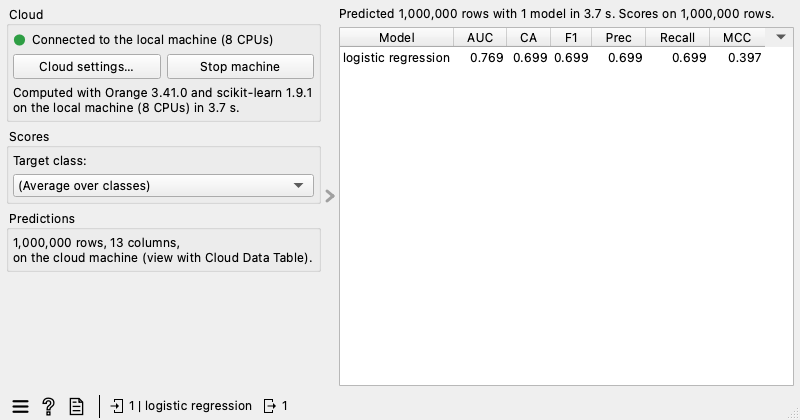 Cloud
Connected to the local machine (8 CPUs)
Cloud settings... Stop machine
Computed with Orange 3.41.0 and scikit-learn 1.9.1
on the local machine (8 CPUs) in 3.7 s.
Scores
Target class:
(Average over classes)
Predictions
1,000,000 rows, 13 columns,
on the cloud machine (view with Cloud Data Table).
Predicted 1,000,000 rows with 1 model in 3.7 s. Scores on 1,000,000 rows.
Model AUC CA F1 Prec Recall MCC
logistic regression 0.769 0.699 0.699 0.699 0.699 0.397
1 | logistic regression 1